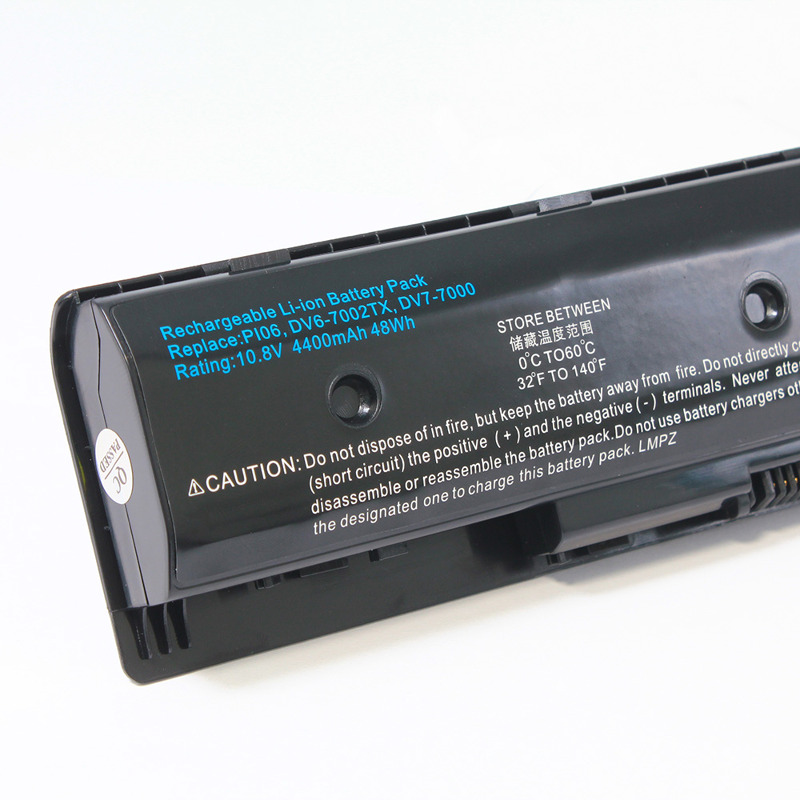 Rechargeable Li-ion Battery Pack
Replace:PI06, DV6-7002TX, DV7-7000
Rating:10.8V 4400mAh 48Wh
STORE BETWEEN
储藏温度范围
0°C TO60°C
32°F TO 140°F
⚠CAUTION: Do not dispose of in fire, but keep the battery away from fire. Do not directly
(short circuit) the positive (+) and the negative (-) terminals. Never
disassemble or reassemble the battery pack.Do not use battery chargers
the designated one to charge this battery pack. LMPZ
QC
PASSED